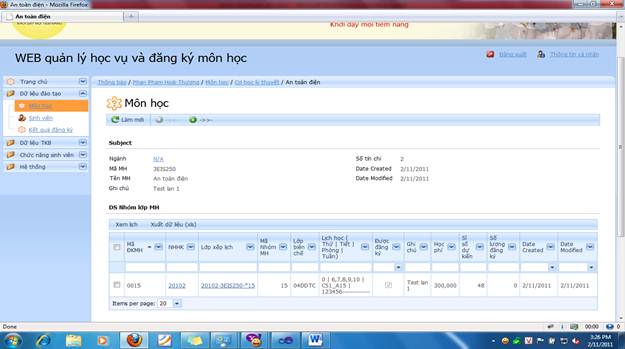 An toàn điện - Mozilla Firefox
An toàn điện
Khơi dậy mọi tiềm năng
WEB quản lý học vụ và đăng ký môn học
Đăng xuất
Thông tin cá nhân
Trang chủ
Dữ liệu đào tạo
Môn học
Sinh viên
Kết quả đăng ký
Dữ liệu TKB
Chức năng sinh viên
Hệ thống
Thông báo / Phan Phạm Hoài Thương / Môn học / Cơ học lí thuyết / An toàn điện
Môn học
Làm mới ->>- ->>-
Subject
Ngành N/A Số tín chỉ 2
Mã MH 3EIS250 Date Created 2/11/2011
Tên MH An toàn điện Date Modified 2/11/2011
Ghi chú Test lan 1
DS Nhóm lớp MH
Xem lịch Xuất dữ liệu (xls)
Mã ĐKMH NMHK Lớp xếp lịch Mã Nhóm MH Lớp biên chế Lịch học ( Thứ | Tiết | Phòng | Tuần) Được đăng ký Ghi chú Học phí Sĩ số dự kiến Số lượng đăng ký Date Created Date Modified
0015 20102 20102-3EIS250-*15 15 04DDTC 0 | 6,7,8,9,10 | CS1_A15 | 123456------------- Test lan 1 300,000 48 0 2/11/2011 2/11/2011
Items per page: 20
Done
3:26 PM
2/11/2011